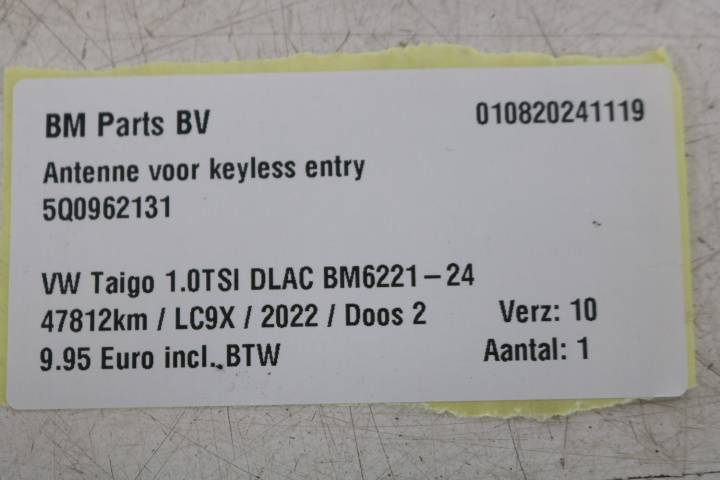 BM Parts BV 010820241119
Antenne voor keyless entry
5Q0962131
VW Taigo 1.0TSI DLAC BM6221-24
47812km / LC9X / 2022 / Doos 2 Verz: 10
9.95 Euro incl. BTW Aantal: 1